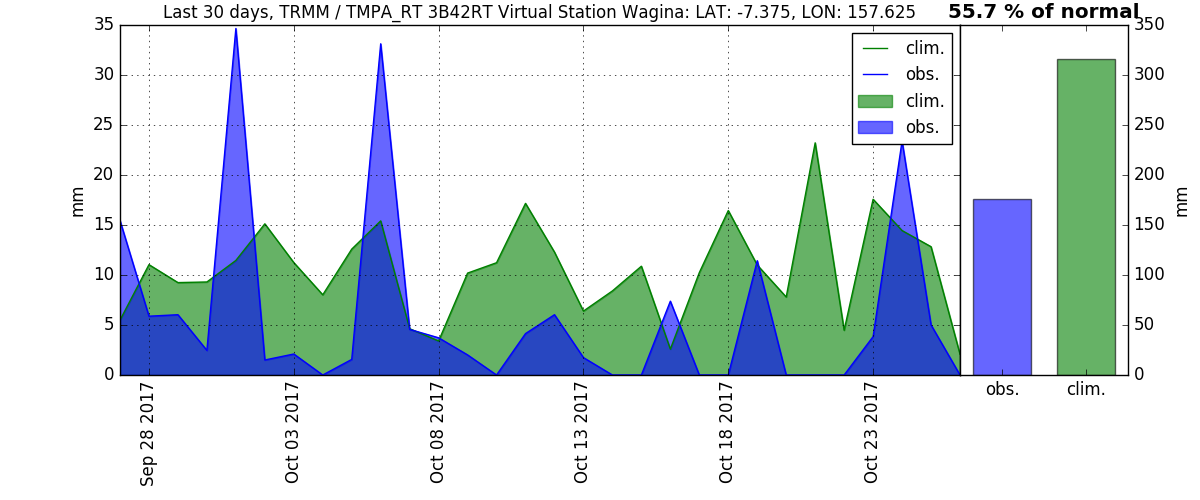 Last 30 days, TRMM / TMPA_RT 3B42RT Virtual Station Wagina: LAT: -7.375, LON: 157.625
55.7 % of normal
35
30
25
20
15
10
5
0
mm
clim.
obs.
clim.
obs.
350
300
250
200
150
100
50
0
mm
obs.
clim.
Sep 28 2017
Oct 03 2017
Oct 08 2017
Oct 13 2017
Oct 18 2017
Oct 23 2017